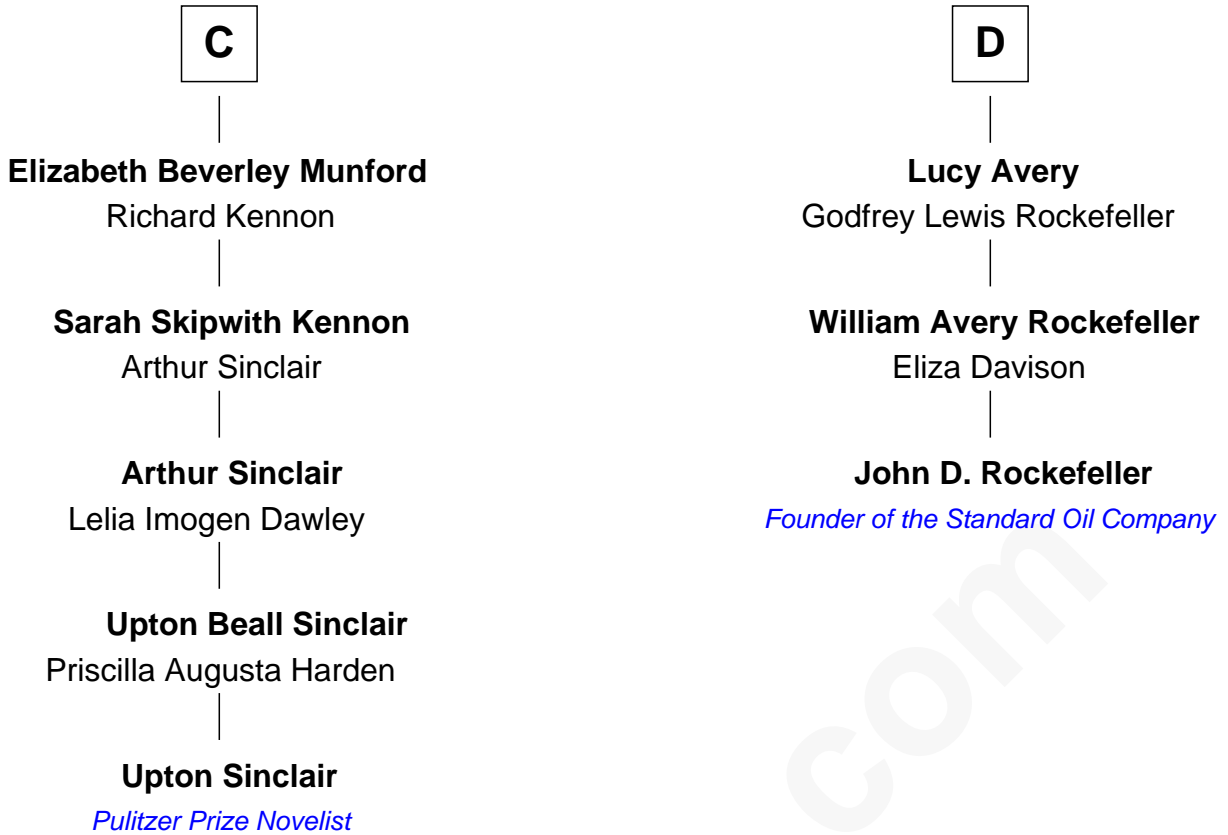 C
Elizabeth Beverley Munford
Richard Kennon
Sarah Skipwith Kennon
Arthur Sinclair
Arthur Sinclair
Lelia Imogen Dawley
Upton Beall Sinclair
Priscilla Augusta Harden
Upton Sinclair
Pulitzer Prize Novelist
D
Lucy Avery
Godfrey Lewis Rockefeller
William Avery Rockefeller
Eliza Davison
John D. Rockefeller
Founder of the Standard Oil Company
com